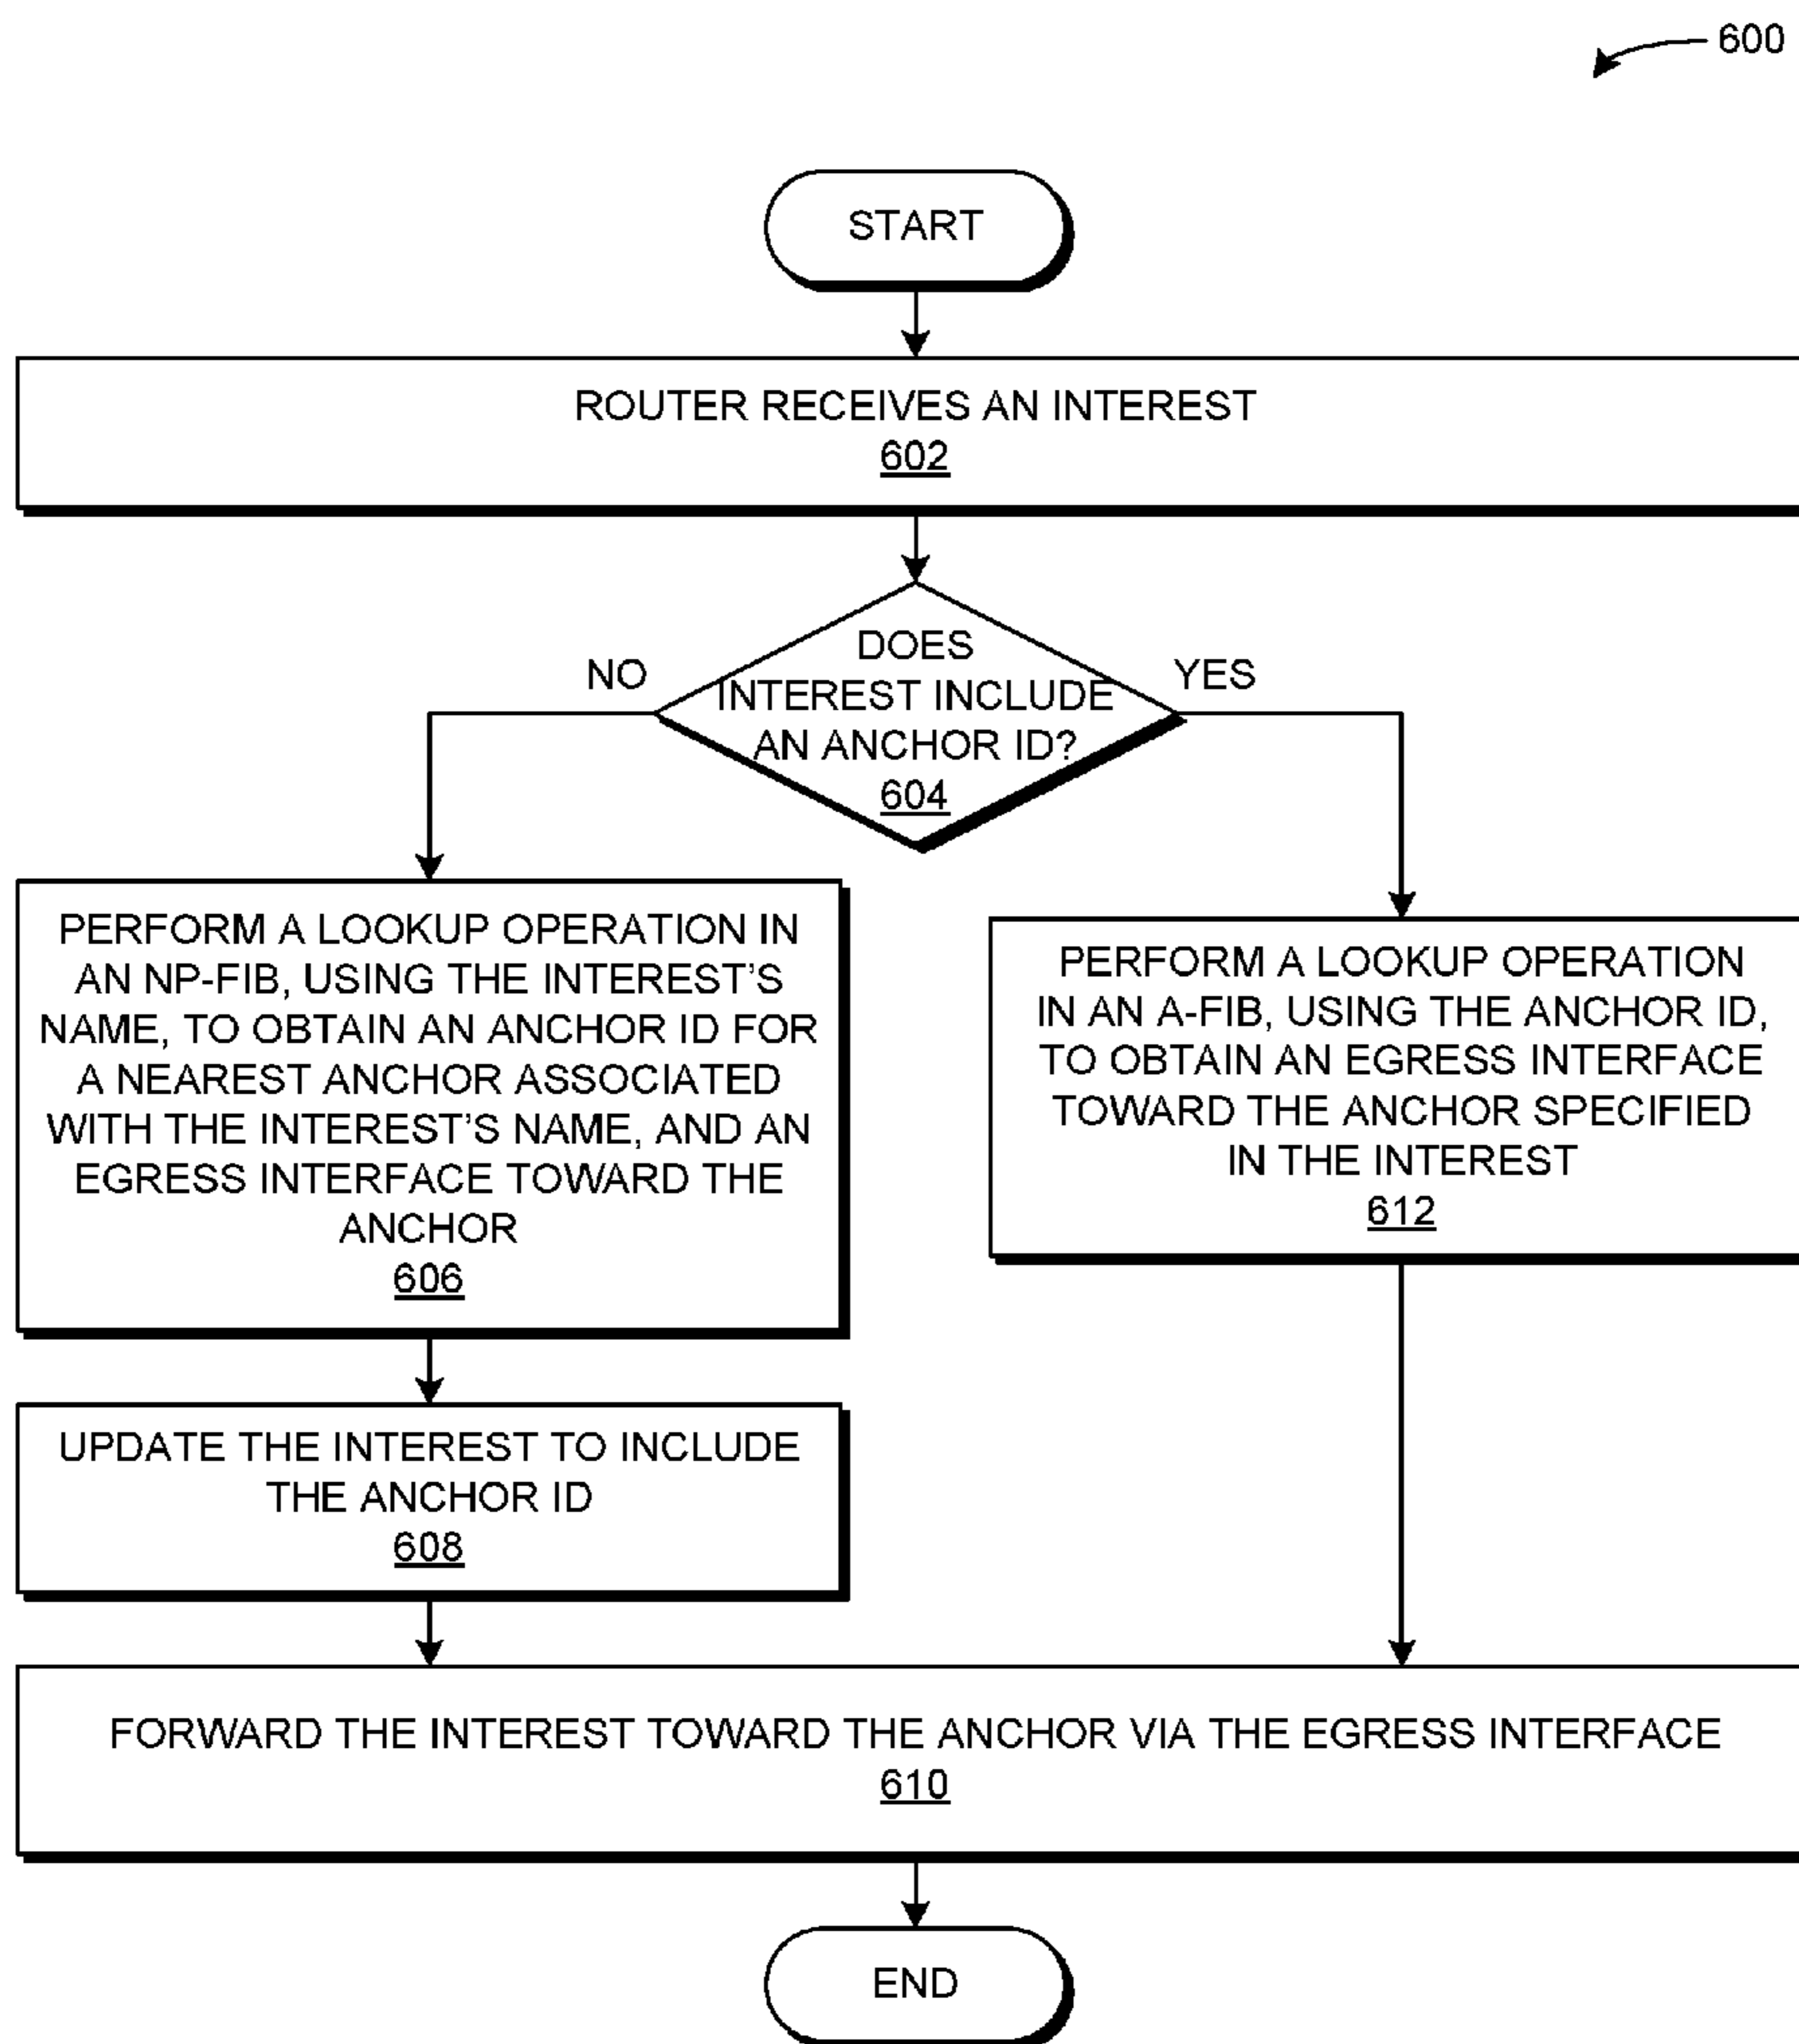 600
START
ROUTER RECEIVES AN INTEREST
602
DOES
INTEREST INCLUDE
AN ANCHOR ID?
604
NO
YES
PERFORM A LOOKUP OPERATION IN
AN NP-FIB, USING THE INTEREST'S
NAME, TO OBTAIN AN ANCHOR ID FOR
A NEAREST ANCHOR ASSOCIATED
WITH THE INTEREST'S NAME, AND AN
EGRESS INTERFACE TOWARD THE
ANCHOR
606
PERFORM A LOOKUP OPERATION
IN AN A-FIB, USING THE ANCHOR ID,
TO OBTAIN AN EGRESS INTERFACE
TOWARD THE ANCHOR SPECIFIED
IN THE INTEREST
612
UPDATE THE INTEREST TO INCLUDE
THE ANCHOR ID
608
FORWARD THE INTEREST TOWARD THE ANCHOR VIA THE EGRESS INTERFACE
610
END